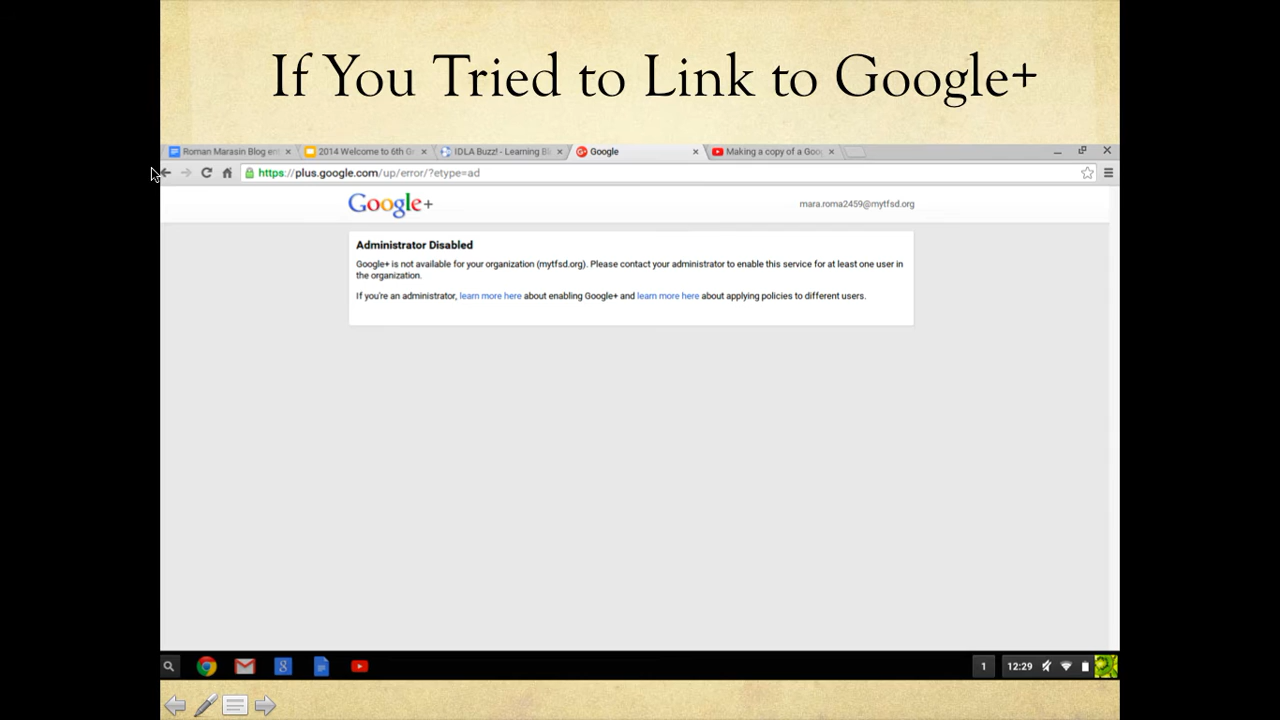 If You Tried to Link to Google+
Roman Marasin Blog en
2014 Welcome to 6th Gr
IDLA Buzz! - Learning Bl
Google
Making a copy of a Goo
https://plus.google.com/up/error/?etype=ad
Google+
mara.roma2459@mytfsd.org
Administrator Disabled
Google+ is not available for your organization (mytfsd.org). Please contact your administrator to enable this service for at least one user in
the organization.
If you're an administrator, learn more here about enabling Google+ and learn more here about applying policies to different users.
8
1
12:29